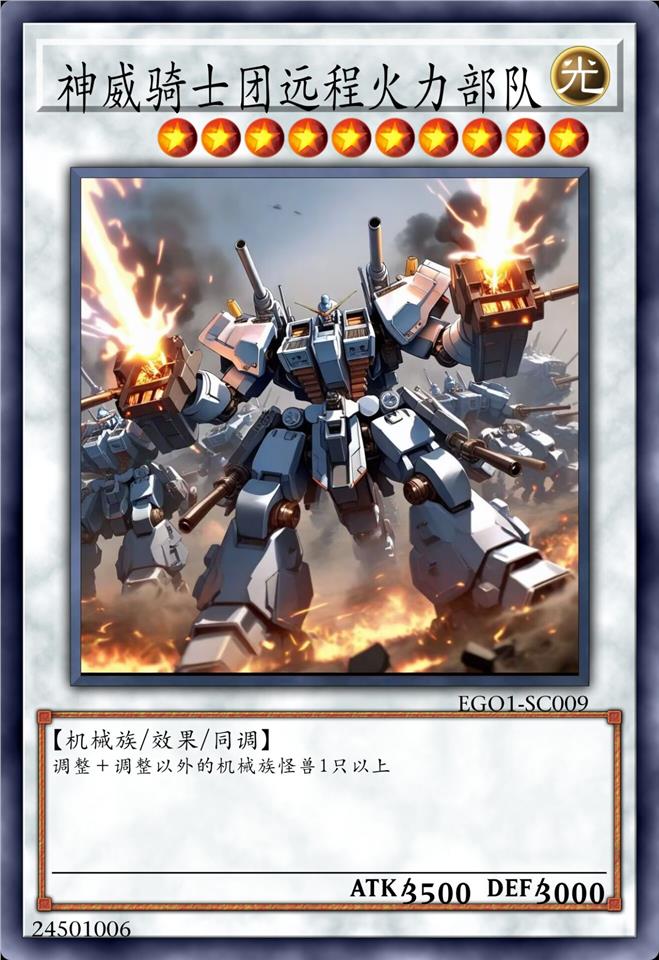 神威骑士团远程火力部队
光
EGO1-SC009
【机械族/效果/同调】
调整＋调整以外的机械族怪兽1只以上
ATK/3500 DEF/3000
24501006